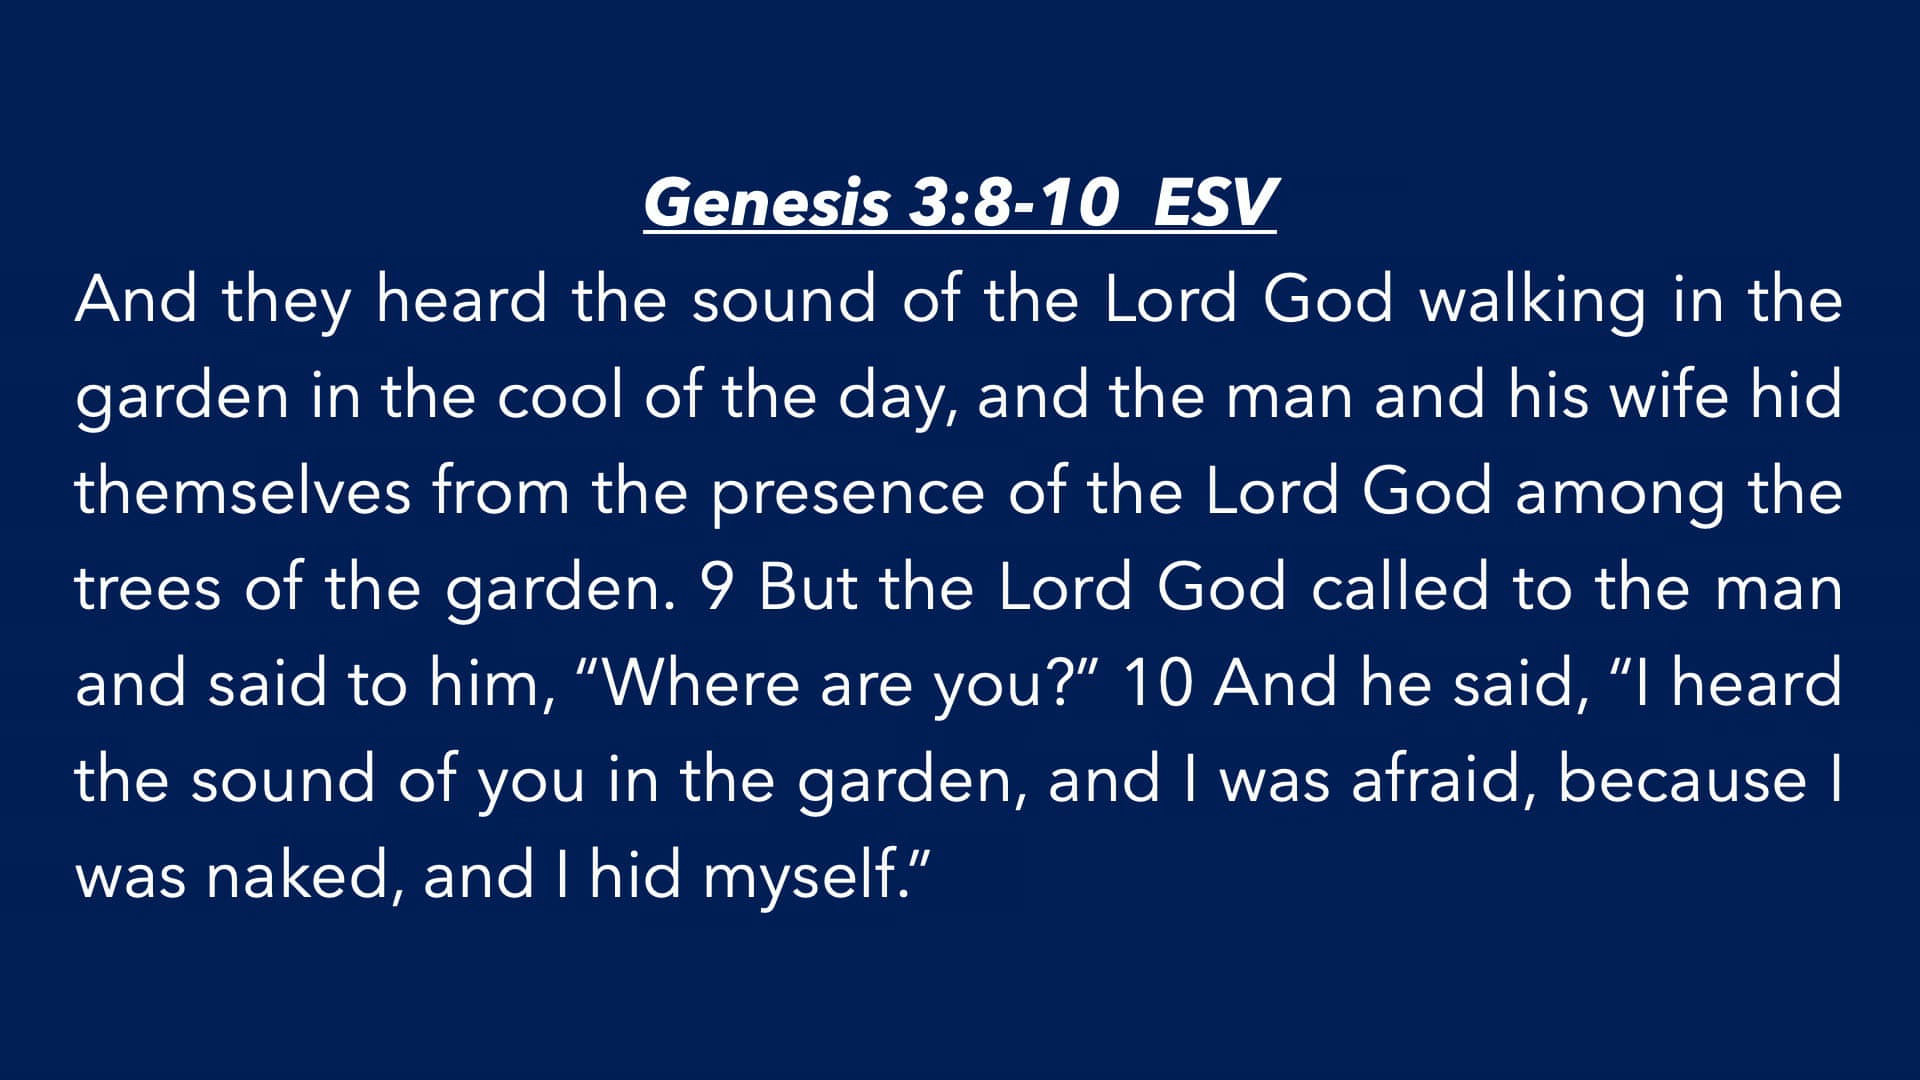 Genesis 3:8-10  ESV
And they heard the sound of the Lord God walking in the
garden in the cool of the day, and the man and his wife hid
themselves from the presence of the Lord God among the
trees of the garden. 9 But the Lord God called to the man
and said to him, “Where are you?” 10 And he said, “I heard
the sound of you in the garden, and I was afraid, because I
was naked, and I hid myself.”